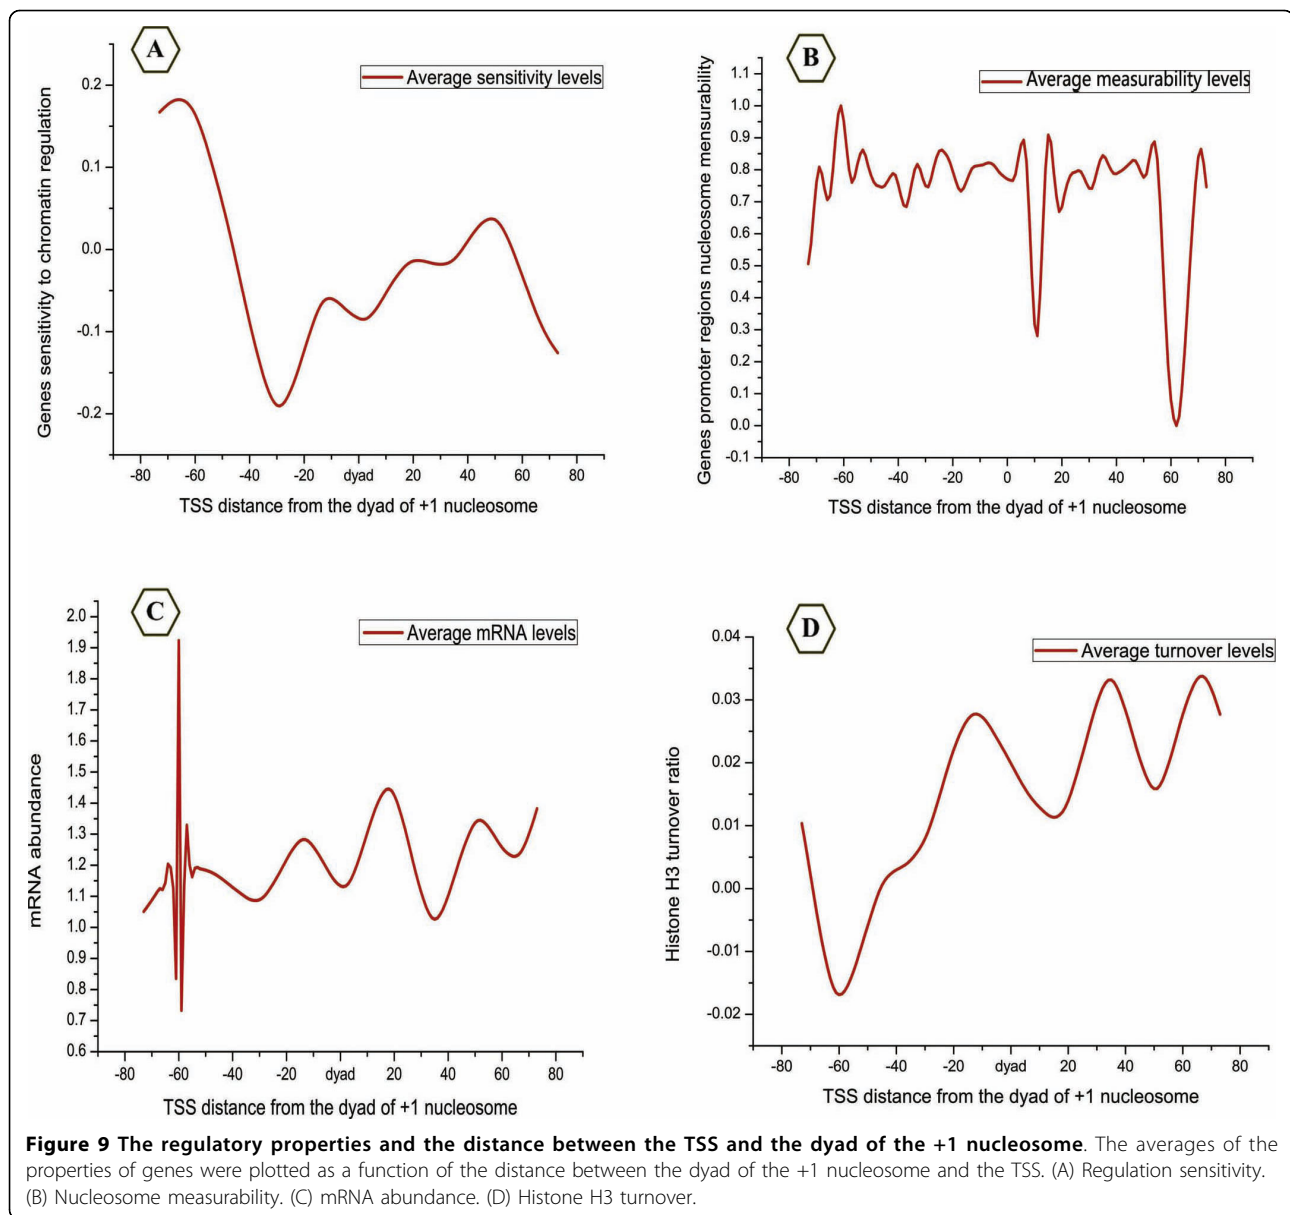 A
Average sensitivity levels
Genes sensitivity to chromatin regulation
0.2
0.1
0.0
-0.1
-0.2
-80 -60 -40 -20 dyad 20 40 60 80
TSS distance from the dyad of +1 nucleosome
B
Average measurability levels
Genes promoter regions nucleosome mensurability
1.1
1.0
0.9
0.8
0.7
0.6
0.5
0.4
0.3
0.2
0.1
0.0
-0.1
-80 -60 -40 -20 0 20 40 60 80
TSS distance from the dyad of +1 nucleosome
C
Average mRNA levels
mRNA abundance
2.0
1.9
1.8
1.7
1.6
1.5
1.4
1.3
1.2
1.1
1.0
0.9
0.8
0.7
0.6
-80 -60 -40 -20 dyad 20 40 60 80
TSS distance from the dyad of +1 nucleosome
D
Average turnover levels
Histone H3 turnover ratio
0.04
0.03
0.02
0.01
0.00
-0.01
-0.02
-80 -60 -40 -20 dyad 20 40 60 80
TSS distance from the dyad of +1 nucleosome
Figure 9 The regulatory properties and the distance between the TSS and the dyad of the +1 nucleosome. The averages of the
properties of genes were plotted as a function of the distance between the dyad of the +1 nucleosome and the TSS. (A) Regulation sensitivity.
(B) Nucleosome measurability. (C) mRNA abundance. (D) Histone H3 turnover.